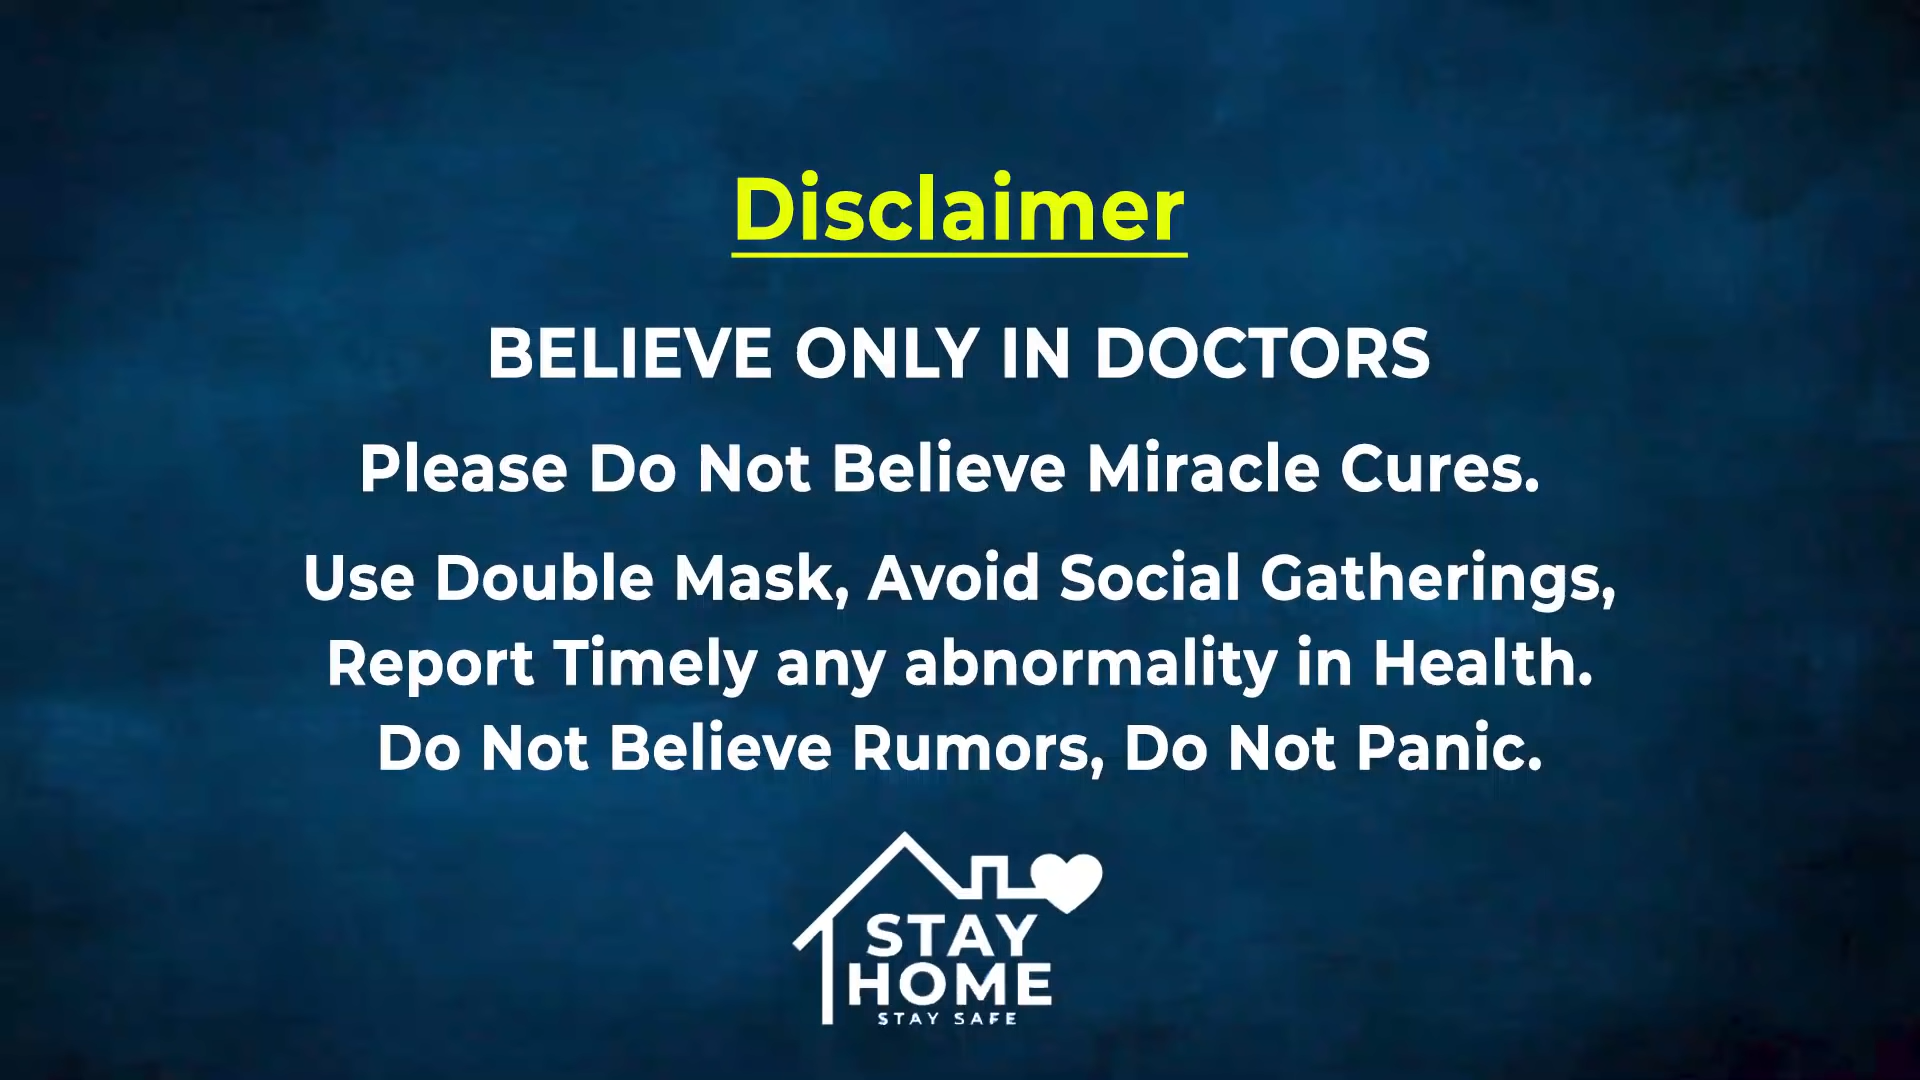 Disclaimer
BELIEVE ONLY IN DOCTORS
Please Do Not Believe Miracle Cures.
Use Double Mask, Avoid Social Gatherings,
Report Timely any abnormality in Health.
Do Not Believe Rumors, Do Not Panic.
STAY
HOME
STAY SAFE